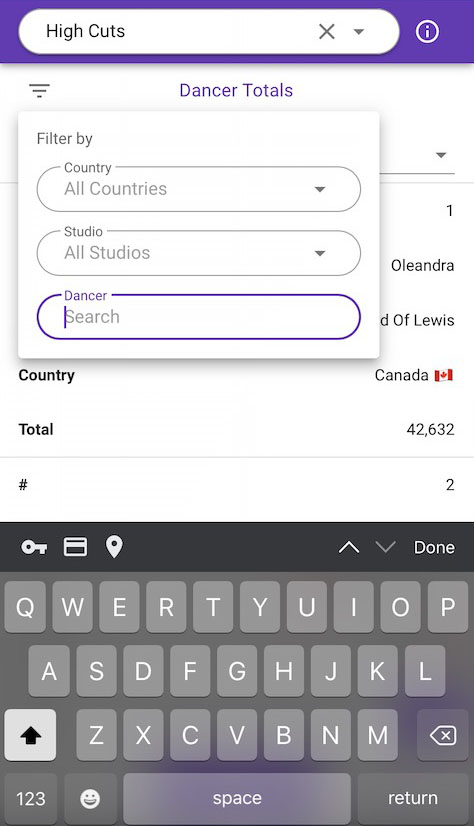 High Cuts
Dancer Totals
Filter by
Country
All Countries
Studio
All Studios
Dancer
Search
1
Oleandra
d Of Lewis
Country Canada 🇨🇦
Total 42,632
# 2
Done
Q W E R T Y U I O P
A S D F G H J K L
Z X C V B N M
123 space return